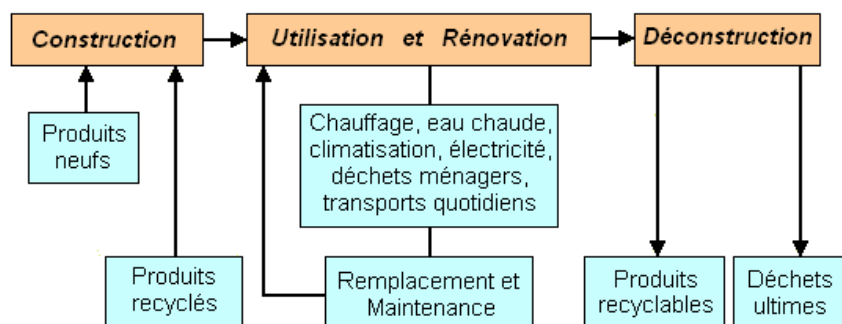 Construction
Utilisation et Rénovation
Déconstruction
Produits
neufs
Chauffage, eau chaude,
climatisation, électricité,
déchets ménagers,
transports quotidiens
Produits
recyclés
Remplacement et
Maintenance
Produits
recyclables
Déchets
ultimes